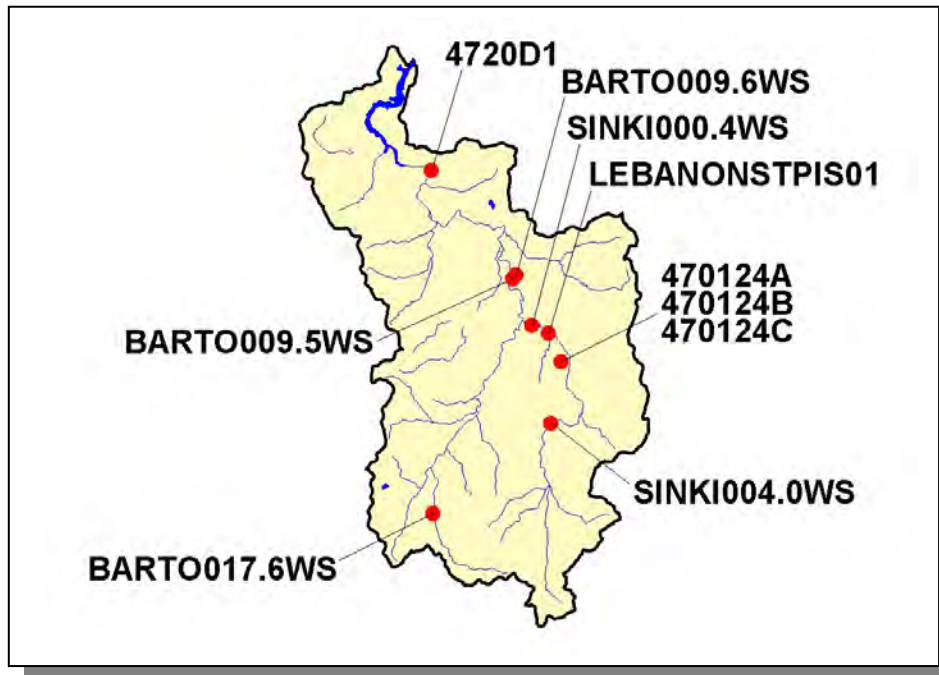 4720D1
BARTO009.6WS
SINKI000.4WS
LEBANONSTPIS01
470124A
470124B
470124C
BARTO009.5WS
SINKI004.0WS
BARTO017.6WS